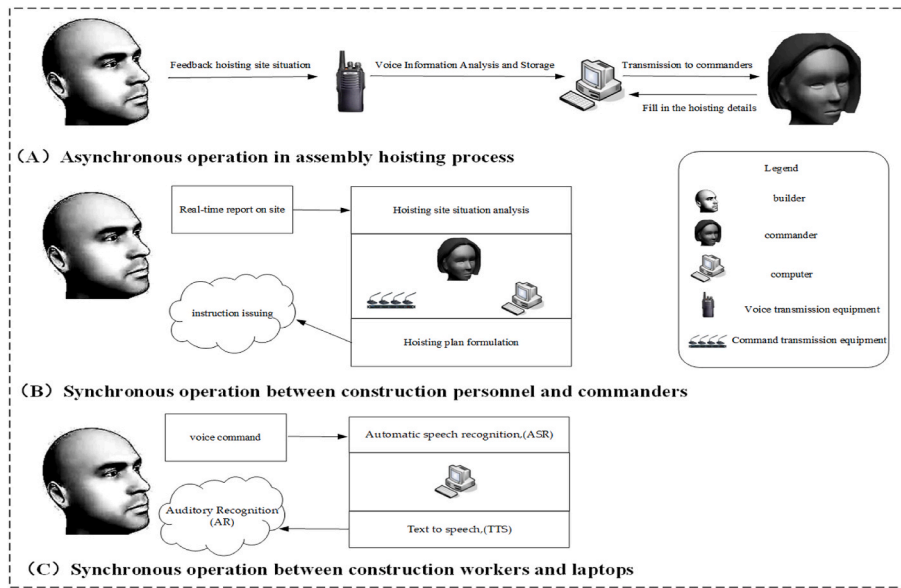 Feedback hoisting site situation
Voice Information Analysis and Storage
Transmission to commanders
Fill in the hoisting details
（A）Asynchronous operation in assembly hoisting process
Real-time report on site
Hoisting site situation analysis
instruction issuing
Hoisting plan formulation
Legend
builder
commander
computer
Voice transmission equipment
Command transmission equipment
（B）Synchronous operation between construction personnel and commanders
voice command
Automatic speech recognition,(ASR)
Auditory Recognition
(AR)
Text to speech,(TTS)
（C）Synchronous operation between construction workers and laptops